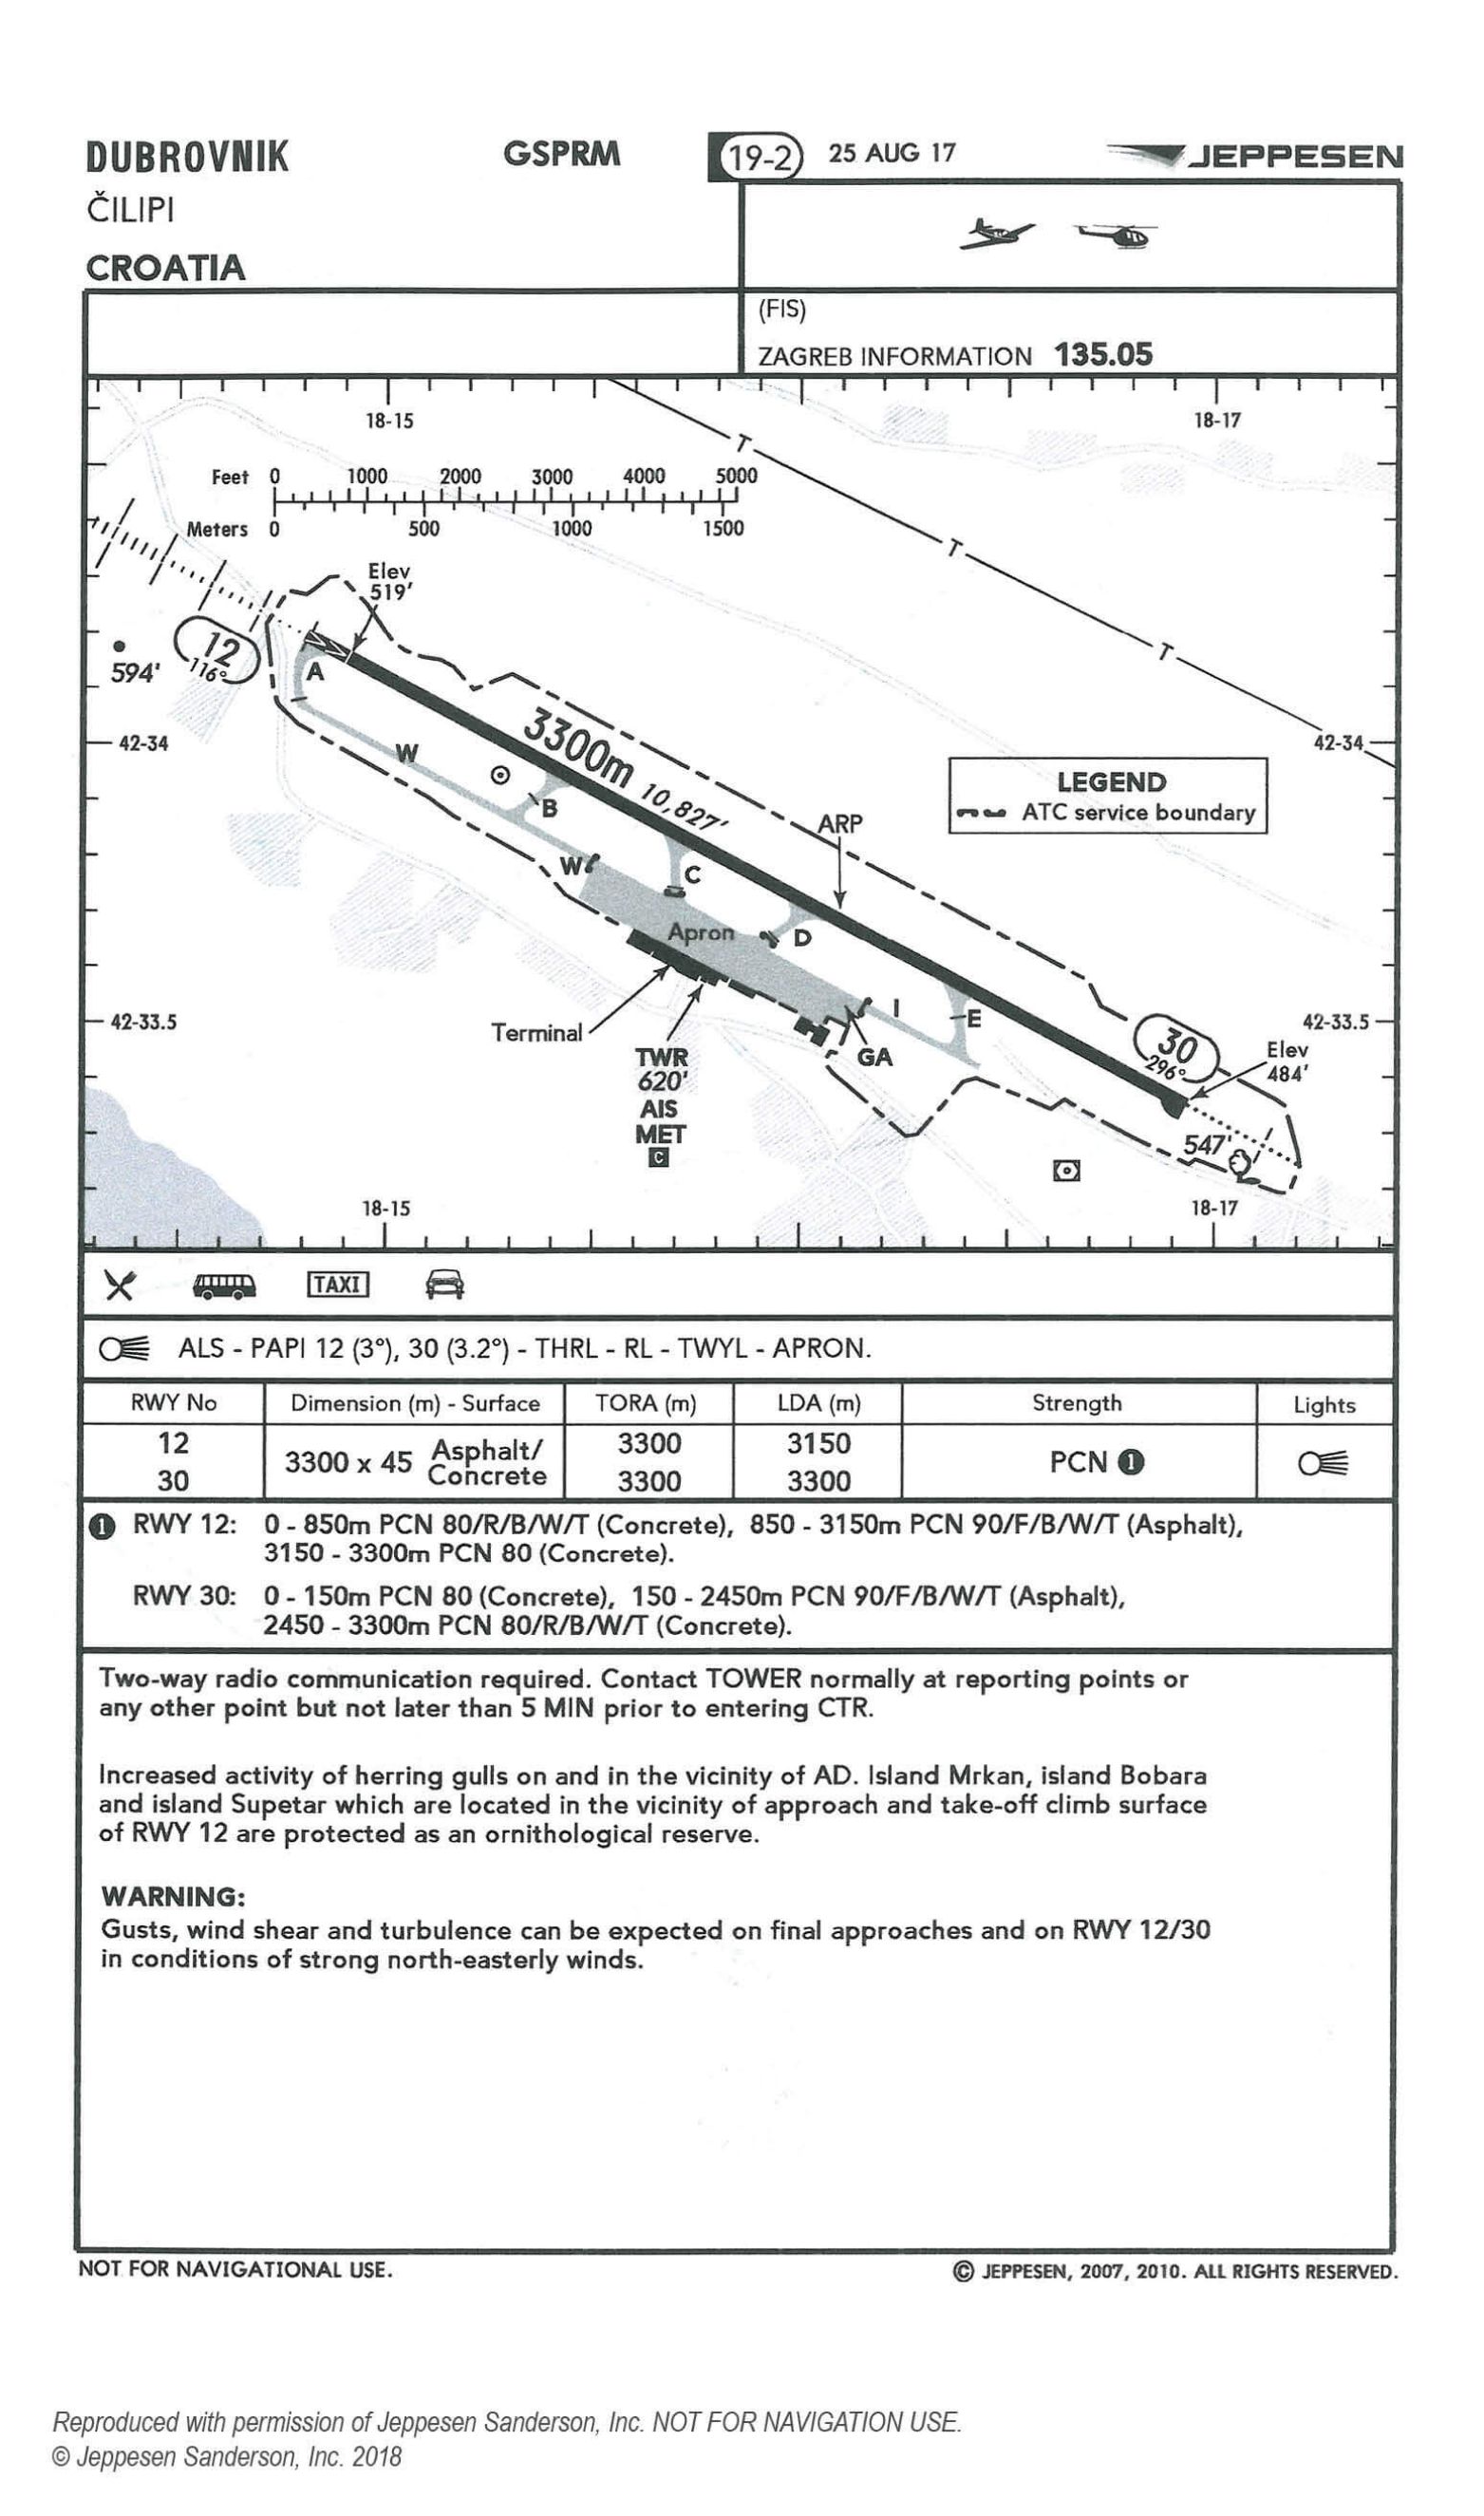 DUBROVNIK GSPRM 19-2 25 AUG 17 JEPPESEN
ČILIPI
CROATIA
(FIS)
ZAGREB INFORMATION 135.05
18-15 18-17
Feet 0 1000 2000 3000 4000 5000
Meters 0 500 1000 1500
T
T
T
Elev
519'
12
116°
594'
A
42-34 42-34
W
3300m 10,827'
LEGEND
ATC service boundary
B
ARP
W
C
Apron
D
I
E
42-33.5 42-33.5
Terminal
GA
30
296°
Elev
484'
TWR
620'
AIS
MET
C
547'
18-15 18-17
TAXI
ALS - PAPI 12 (3°), 30 (3.2°) - THRL - RL - TWYL - APRON.
RWY No Dimension (m) - Surface TORA (m) LDA (m) Strength Lights
12 3300 x 45 Asphalt/ 3300 3150 PCN 1
30 Concrete 3300 3300
1 RWY 12: 0 - 850m PCN 80/R/B/W/T (Concrete), 850 - 3150m PCN 90/F/B/W/T (Asphalt),
3150 - 3300m PCN 80 (Concrete).
RWY 30: 0 - 150m PCN 80 (Concrete), 150 - 2450m PCN 90/F/B/W/T (Asphalt),
2450 - 3300m PCN 80/R/B/W/T (Concrete).
Two-way radio communication required. Contact TOWER normally at reporting points or
any other point but not later than 5 MIN prior to entering CTR.
Increased activity of herring gulls on and in the vicinity of AD. Island Mrkan, island Bobara
and island Supetar which are located in the vicinity of approach and take-off climb surface
of RWY 12 are protected as an ornithological reserve.
WARNING:
Gusts, wind shear and turbulence can be expected on final approaches and on RWY 12/30
in conditions of strong north-easterly winds.
NOT FOR NAVIGATIONAL USE. © JEPPESEN, 2007, 2010. ALL RIGHTS RESERVED.
Reproduced with permission of Jeppesen Sanderson, Inc. NOT FOR NAVIGATION USE.
© Jeppesen Sanderson, Inc. 2018